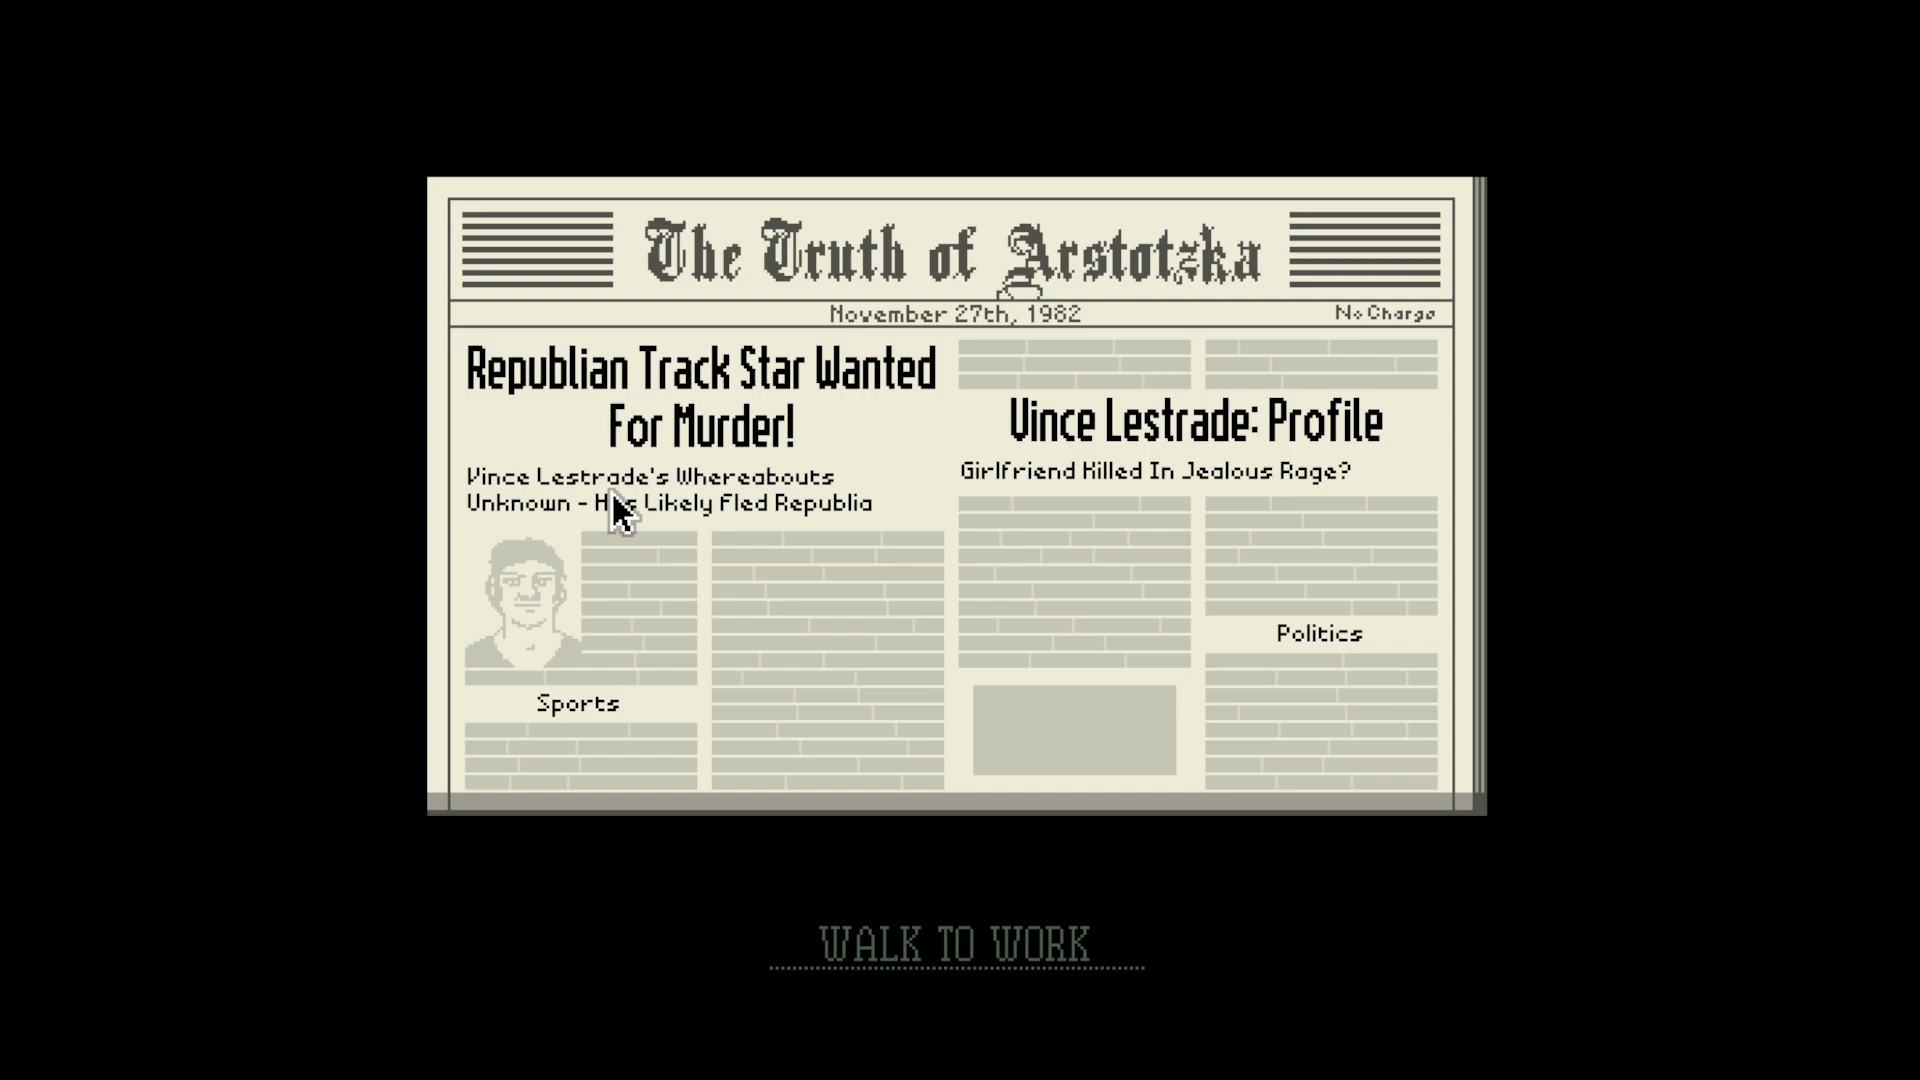 The Truth of Arstotzka
November 27th, 1982
No Charge
Republian Track Star Wanted
For Murder!
Vince Lestrade's Whereabouts
Unknown - Has Likely Fled Republia
Sports
Vince Lestrade: Profile
Girlfriend Killed In Jealous Rage?
Politics
WALK TO WORK